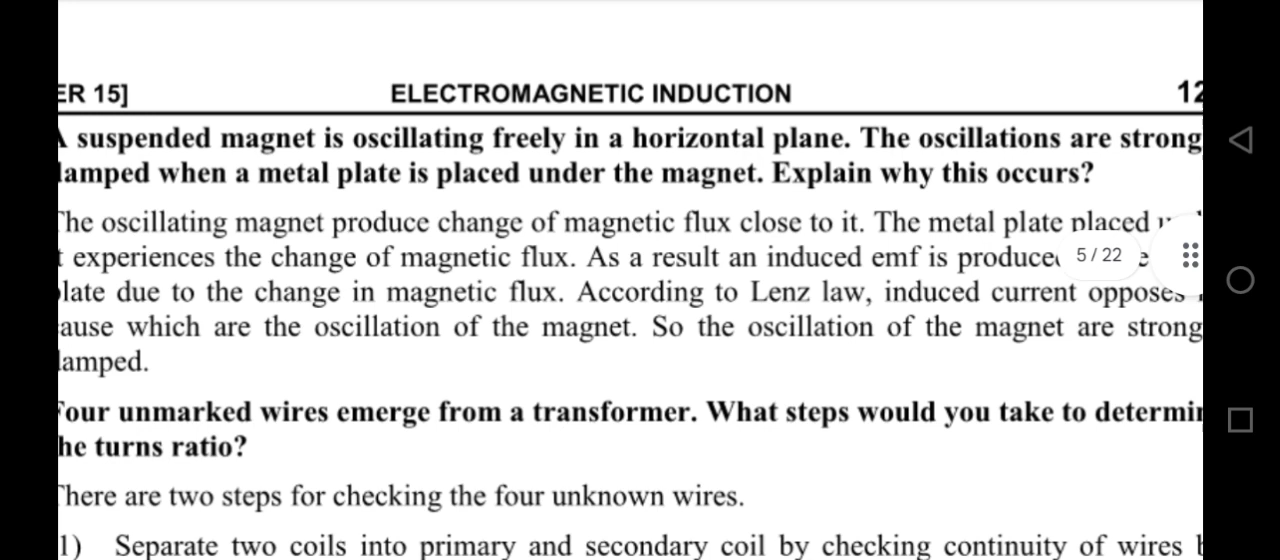 ER 15] ELECTROMAGNETIC INDUCTION 12
suspended magnet is oscillating freely in a horizontal plane. The oscillations are strong
amped when a metal plate is placed under the magnet. Explain why this occurs?
he oscillating magnet produce change of magnetic flux close to it. The metal plate placed
t experiences the change of magnetic flux. As a result an induced emf is produce
5 / 22
late due to the change in magnetic flux. According to Lenz law, induced current opposes
ause which are the oscillation of the magnet. So the oscillation of the magnet are strong
amped.
our unmarked wires emerge from a transformer. What steps would you take to determin
he turns ratio?
here are two steps for checking the four unknown wires.
1) Separate two coils into primary and secondary coil by checking continuity of wires